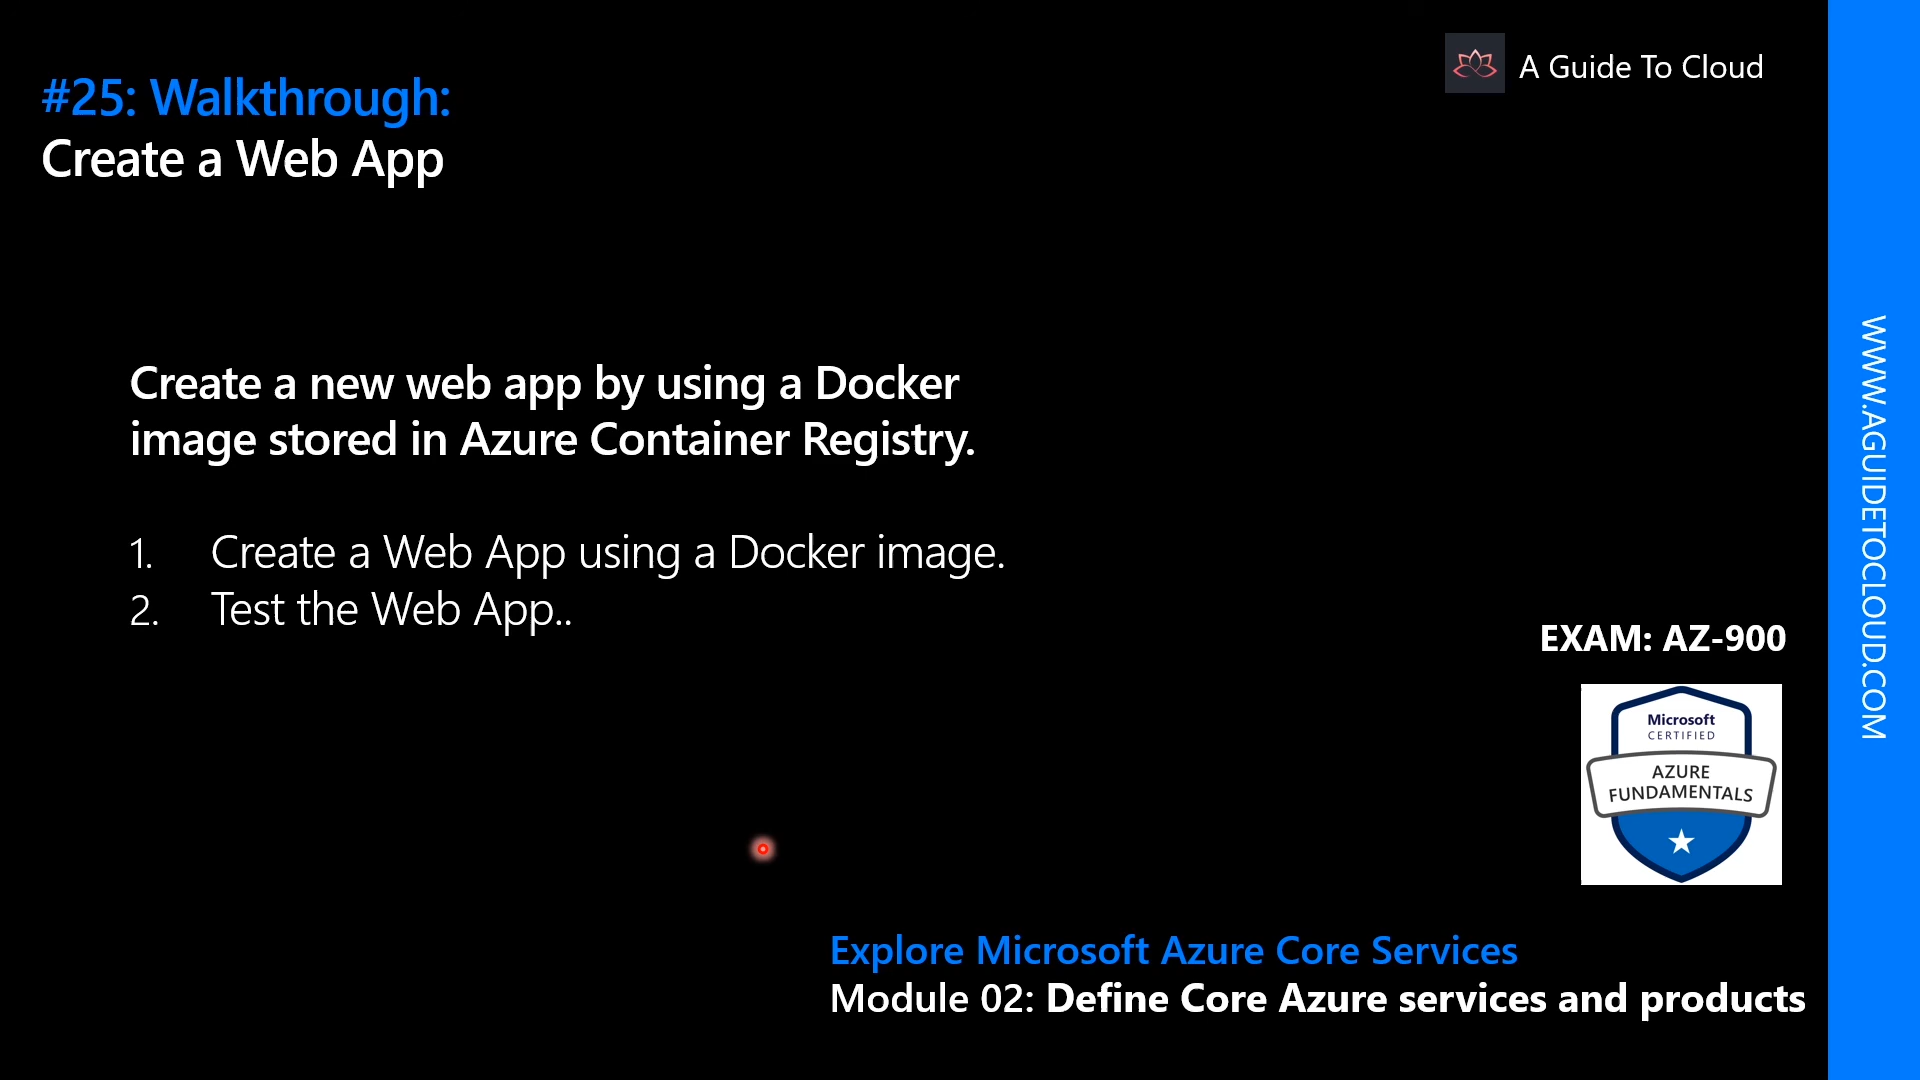 #25: Walkthrough:
Create a Web App
A Guide To Cloud
Create a new web app by using a Docker
image stored in Azure Container Registry.
1. Create a Web App using a Docker image.
2. Test the Web App..
EXAM: AZ-900
Microsoft
CERTIFIED
AZURE
FUNDAMENTALS
Explore Microsoft Azure Core Services
Module 02: Define Core Azure services and products
WWW.AGUIDETOCLOUD.COM